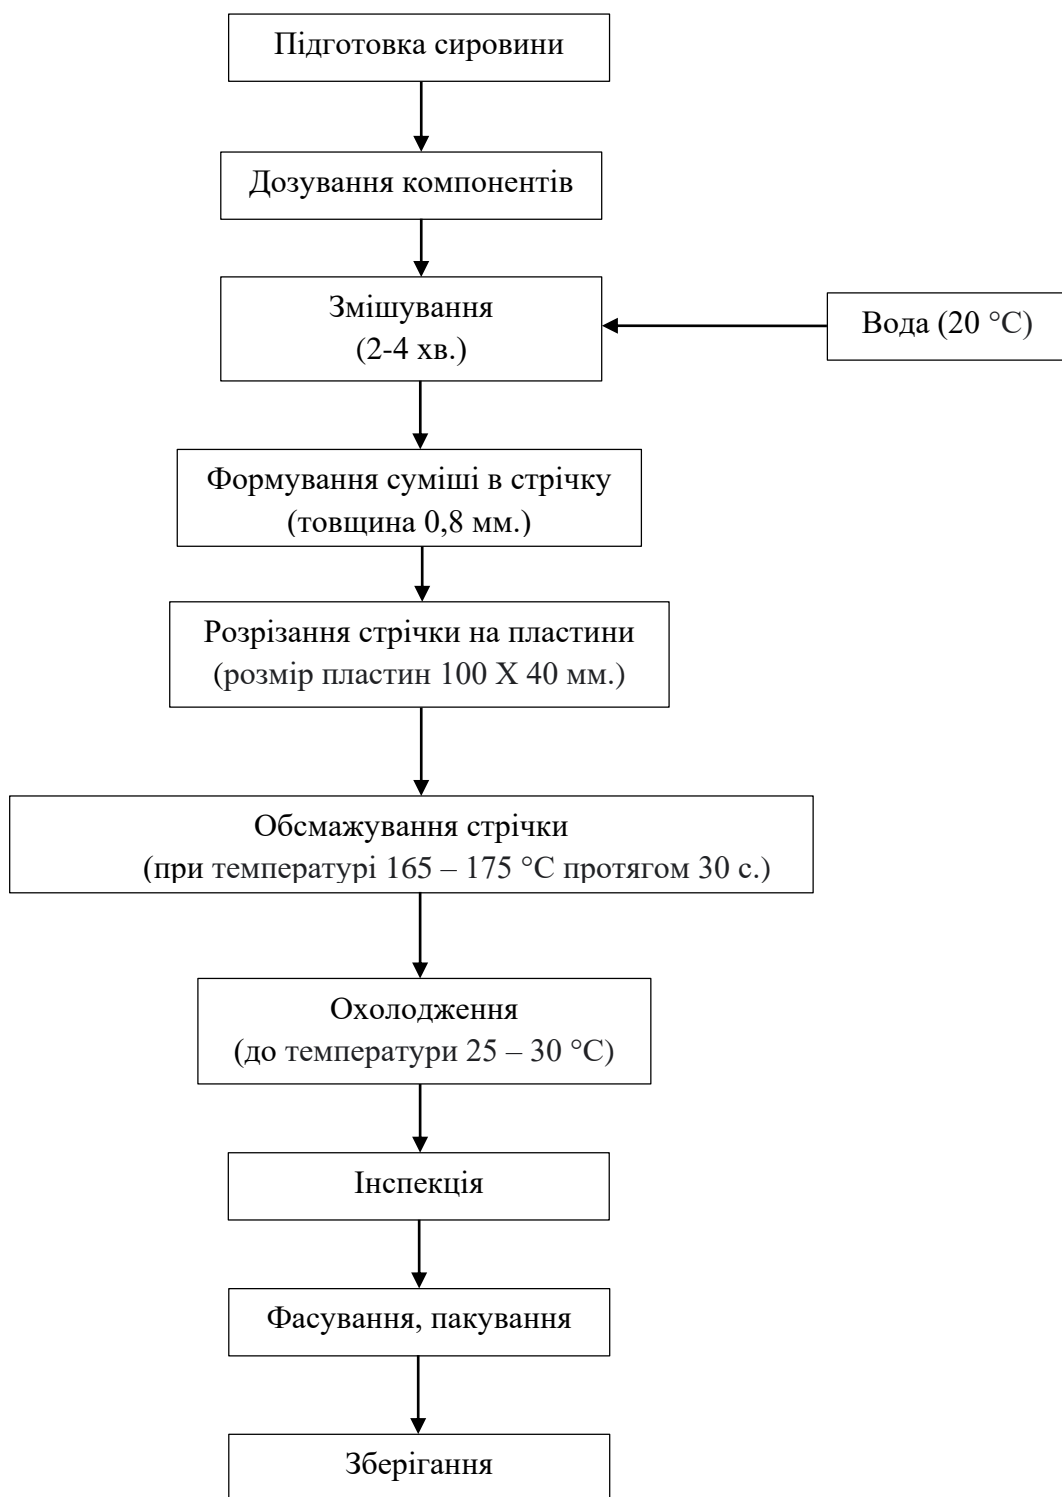 Підготовка сировини
Дозування компонентів
Змішування
(2-4 хв.)
Вода (20 °C)
Формування суміші в стрічку
(товщина 0,8 мм.)
Розрізання стрічки на пластини
(розмір пластин 100 X 40 мм.)
Обсмажування стрічки
(при температурі 165 – 175 °C протягом 30 с.)
Охолодження
(до температури 25 – 30 °C)
Інспекція
Фасування, пакування
Зберігання